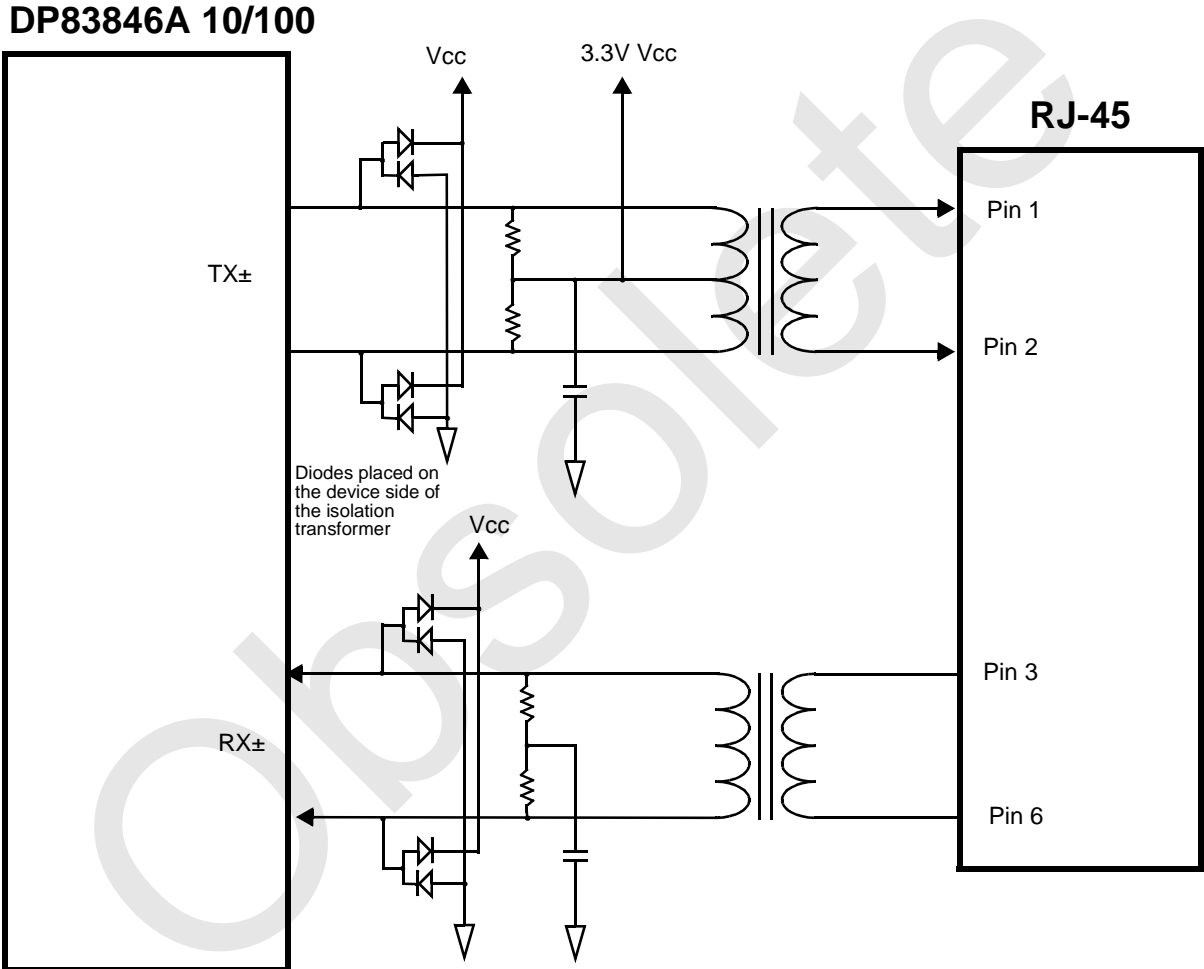 DP83846A 10/100
Vcc
3.3V Vcc
RJ-45
Pin 1
TX±
Pin 2
Diodes placed on
the device side of
the isolation
transformer
Vcc
Pin 3
RX±
Pin 6
Obsolete